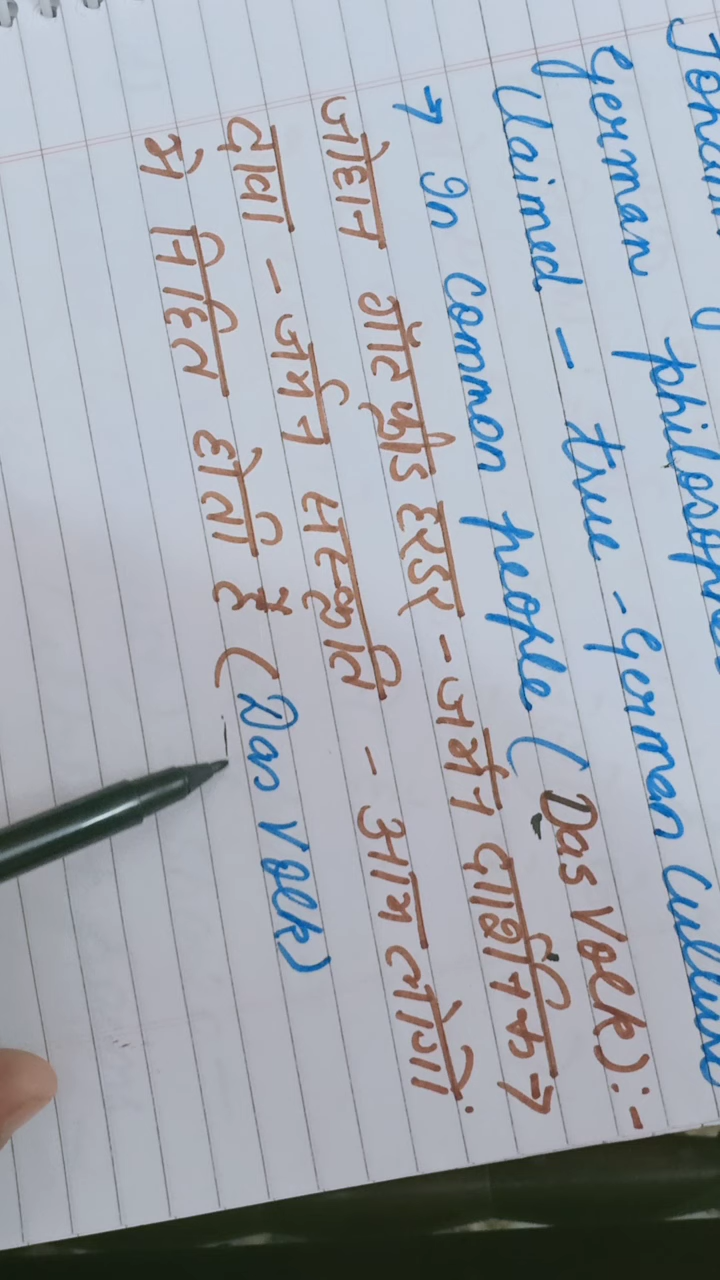 German philosopher
Claimed - true - German Culture
→ In common people (Das Volk):-
जोहान गॉटफ्रीड हरडर - जर्मन दार्शनिक →
दावा - जर्मन संस्कृति - आम लोगों
में निहित होती है (Das Volk)